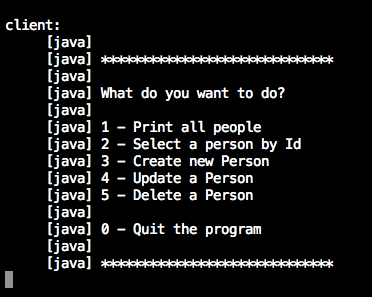 client:
[java]
[java] *****************************
[java]
[java] What do you want to do?
[java]
[java] 1 – Print all people
[java] 2 – Select a person by Id
[java] 3 – Create new Person
[java] 4 – Update a Person
[java] 5 – Delete a Person
[java]
[java] 0 – Quit the program
[java]
[java] *****************************